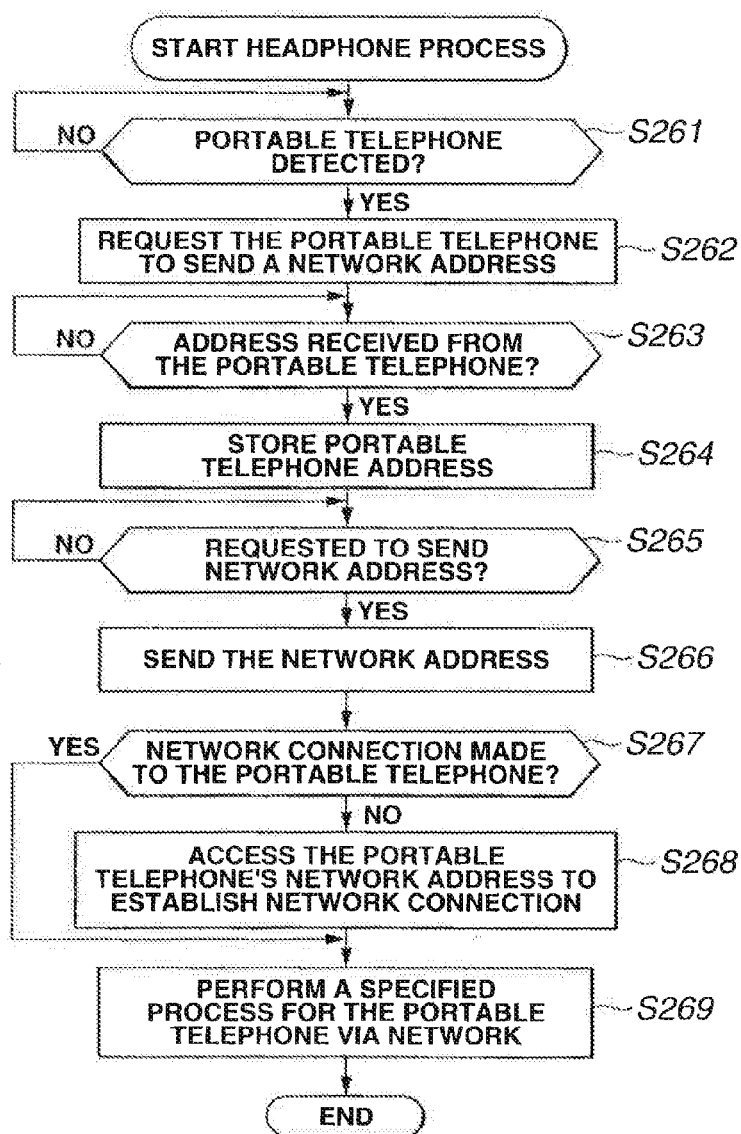 START HEADPHONE PROCESS
NO
PORTABLE TELEPHONE
DETECTED?
S261
YES
REQUEST THE PORTABLE TELEPHONE
TO SEND A NETWORK ADDRESS
S262
NO
ADDRESS RECEIVED FROM
THE PORTABLE TELEPHONE?
S263
YES
STORE PORTABLE
TELEPHONE ADDRESS
S264
NO
REQUESTED TO SEND
NETWORK ADDRESS?
S265
YES
SEND THE NETWORK ADDRESS
S266
YES
NETWORK CONNECTION MADE
TO THE PORTABLE TELEPHONE?
S267
NO
ACCESS THE PORTABLE
TELEPHONE'S NETWORK ADDRESS TO
ESTABLISH NETWORK CONNECTION
S268
PERFORM A SPECIFIED
PROCESS FOR THE PORTABLE
TELEPHONE VIA NETWORK
S269
END